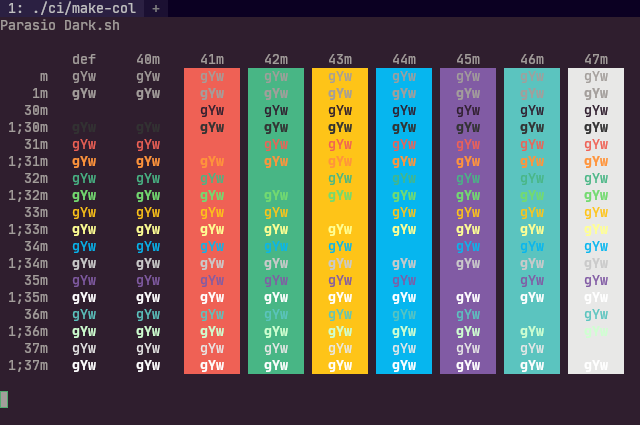 1: ./ci/make-col +
Parasio Dark.sh
def 40m 41m 42m 43m 44m 45m 46m 47m
m gYw gYw gYw gYw gYw gYw gYw gYw gYw
1m gYw gYw gYw gYw gYw gYw gYw gYw gYw
30m gYw gYw gYw gYw gYw gYw gYw
1;30m gYw gYw gYw gYw gYw gYw gYw gYw gYw
31m gYw gYw gYw gYw gYw gYw gYw gYw
1;31m gYw gYw gYw gYw gYw gYw gYw gYw gYw
32m gYw gYw gYw gYw gYw gYw gYw gYw
1;32m gYw gYw gYw gYw gYw gYw gYw gYw gYw
33m gYw gYw gYw gYw gYw gYw gYw gYw
1;33m gYw gYw gYw gYw gYw gYw gYw gYw gYw
34m gYw gYw gYw gYw gYw gYw gYw gYw
1;34m gYw gYw gYw gYw gYw gYw gYw gYw gYw
35m gYw gYw gYw gYw gYw gYw gYw gYw
1;35m gYw gYw gYw gYw gYw gYw gYw gYw gYw
36m gYw gYw gYw gYw gYw gYw gYw gYw
1;36m gYw gYw gYw gYw gYw gYw gYw gYw gYw
37m gYw gYw gYw gYw gYw gYw gYw gYw
1;37m gYw gYw gYw gYw gYw gYw gYw gYw gYw